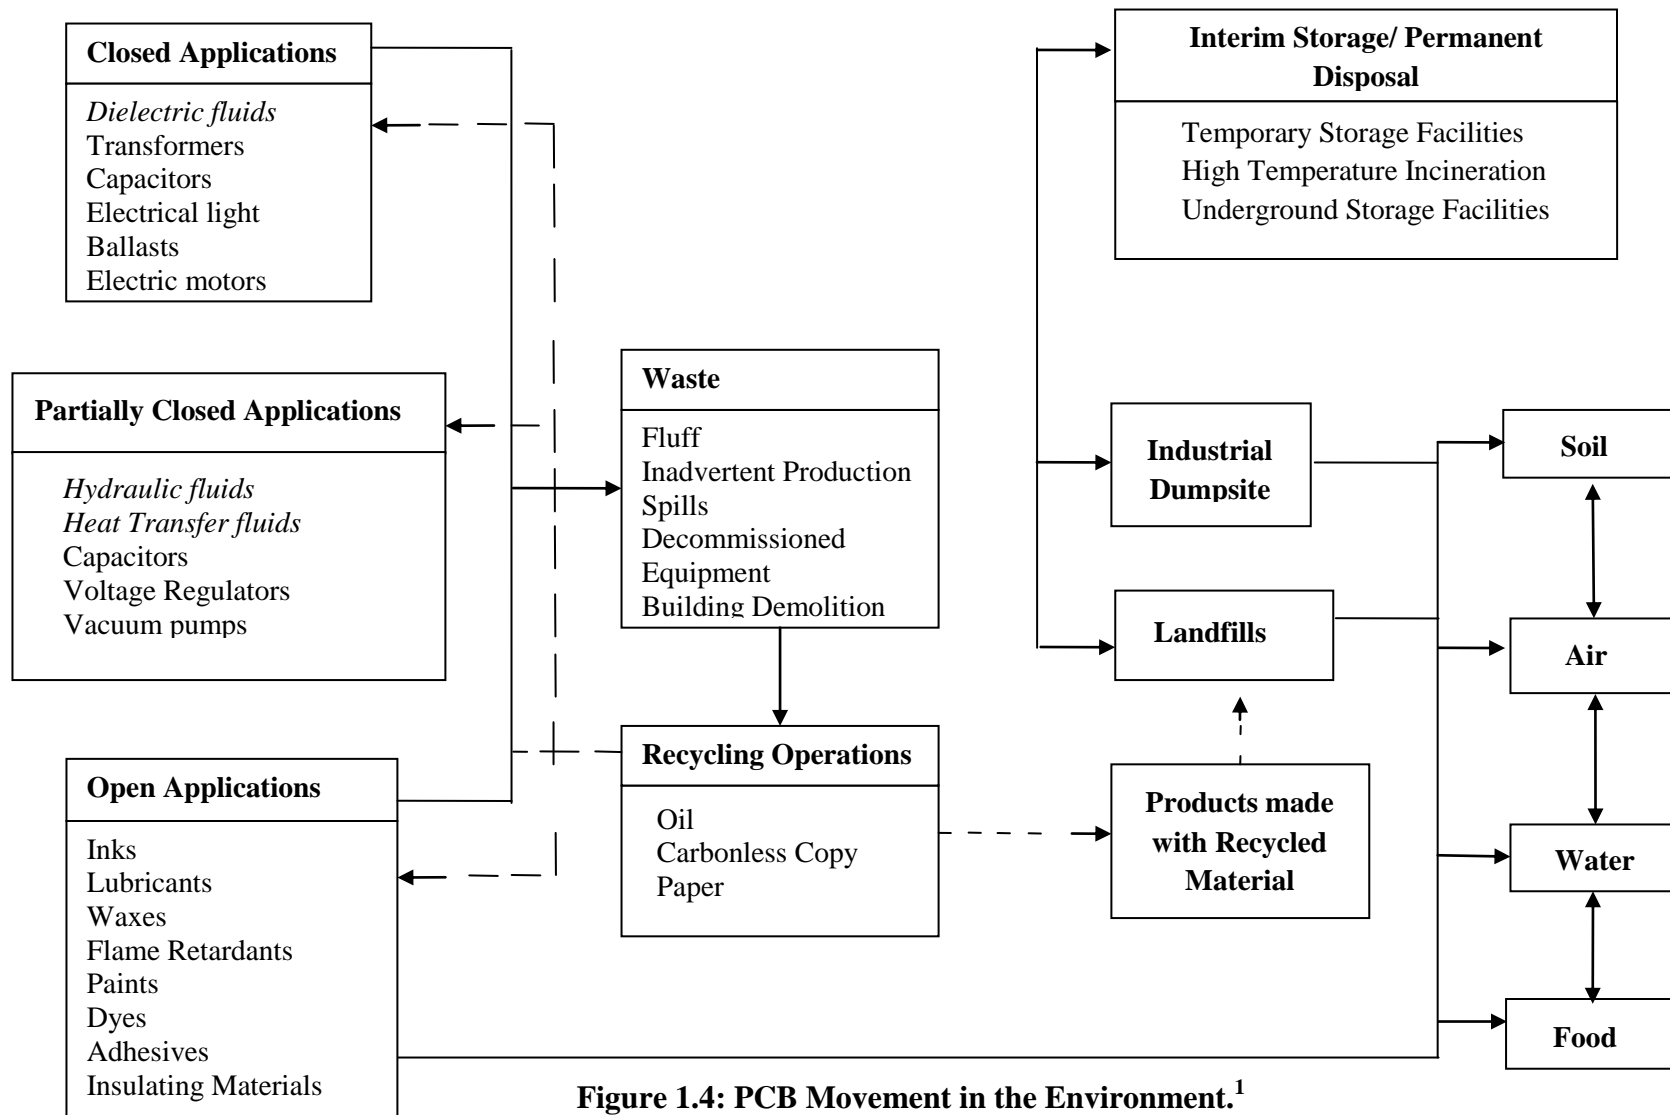 Closed Applications
Dielectric fluids
Transformers
Capacitors
Electrical light
Ballasts
Electric motors
Partially Closed Applications
Hydraulic fluids
Heat Transfer fluids
Capacitors
Voltage Regulators
Vacuum pumps
Open Applications
Inks
Lubricants
Waxes
Flame Retardants
Paints
Dyes
Adhesives
Insulating Materials
Waste
Fluff
Inadvertent Production
Spills
Decommissioned
Equipment
Building Demolition
Recycling Operations
Oil
Carbonless Copy
Paper
Interim Storage/ Permanent
Disposal
Temporary Storage Facilities
High Temperature Incineration
Underground Storage Facilities
Industrial
Dumpsite
Landfills
Products made
with Recycled
Material
Soil
Air
Water
Food
Figure 1.4: PCB Movement in the Environment.1